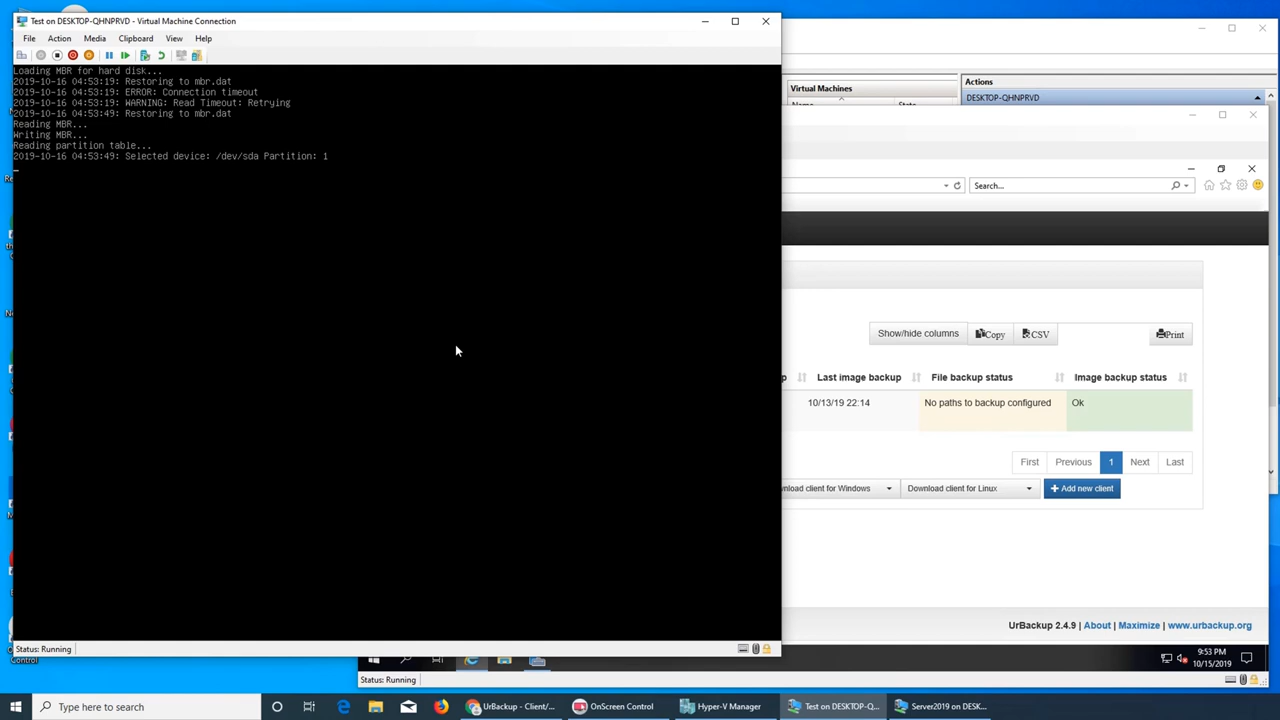 Test on DESKTOP-QHNPRVD - Virtual Machine Connection
File Action Media Clipboard View Help
Loading MBR for hard disk...
2019-10-16 04:53:19: Restoring to mbr.dat
2019-10-16 04:53:19: ERROR: Connection timeout
2019-10-16 04:53:19: WARNING: Read Timeout: Retrying
2019-10-16 04:53:49: Restoring to mbr.dat
Reading MBR...
Writing MBR...
Reading partition table...
2019-10-16 04:53:49: Selected device: /dev/sda Partition: 1
Status: Running
Control
Virtual Machines
State
Actions
DESKTOP-QHNPRVD
Search...
Show/hide columns Copy CSV Print
Last image backup File backup status Image backup status
10/13/19 22:14 No paths to backup configured Ok
First Previous 1 Next Last
client for Windows Download client for Linux Add new client
UrBackup 2.4.9 | About | Maximize | www.urbackup.org
9:53 PM
10/15/2019
Status: Running
Type here to search
UrBackup - Client/...
OnScreen Control
Hyper-V Manager
Test on DESKTOP-Q...
Server2019 on DESK...